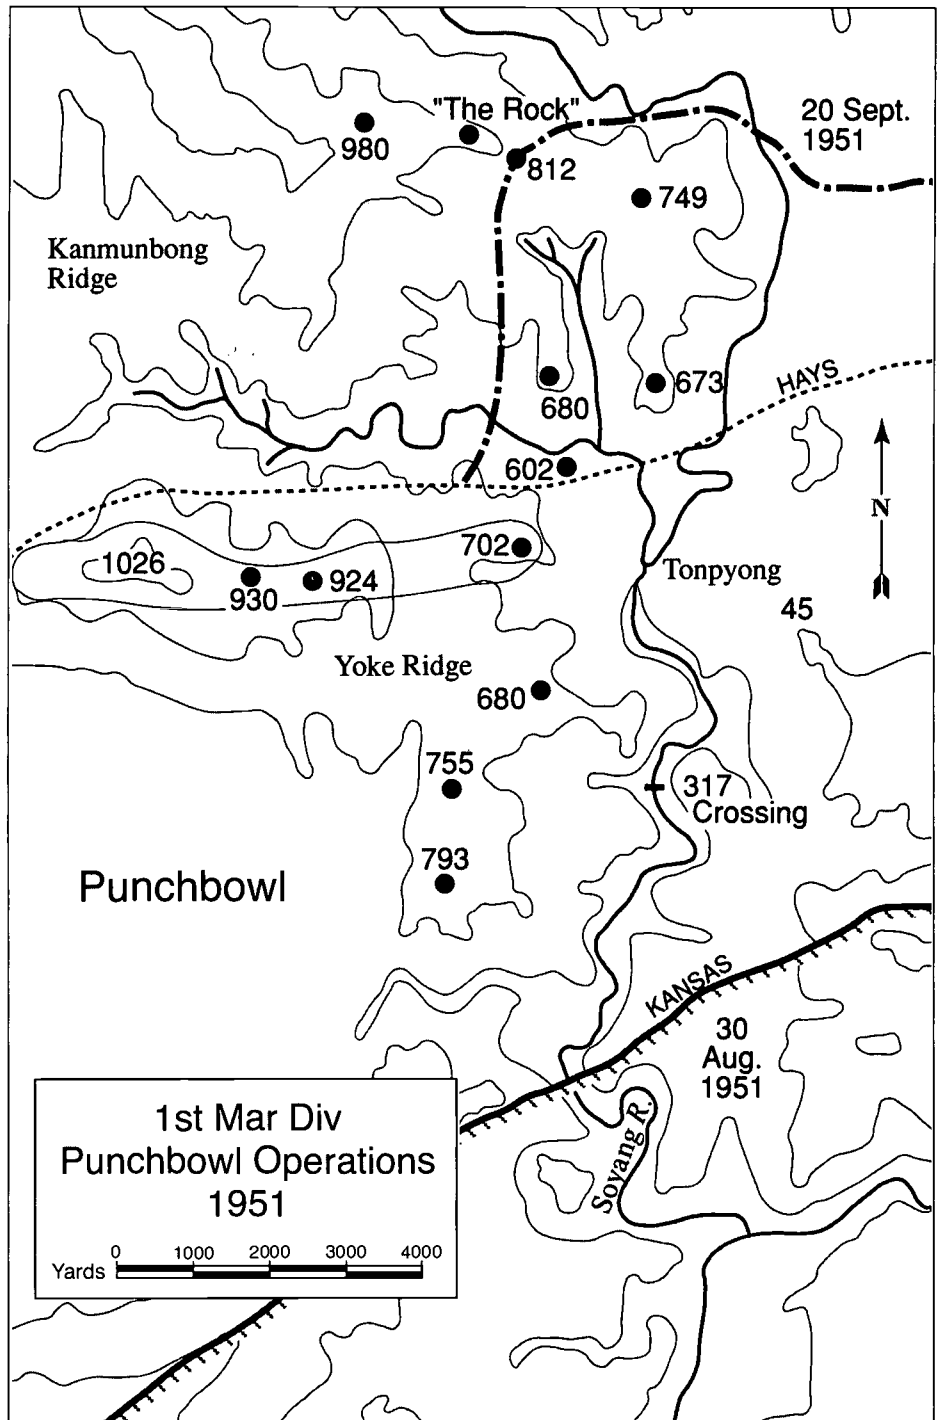 "The Rock"
20 Sept.
1951
980
812
749
Kanmunbong
Ridge
HAYS
680
673
602
N
702
1026
924
930
Tonpyong
45
Yoke Ridge
680
755
317
Crossing
793
Punchbowl
KANSAS
30
Aug.
1951
Soyang R.
1st Mar Div
Punchbowl Operations
1951
0 1000 2000 3000 4000
Yards